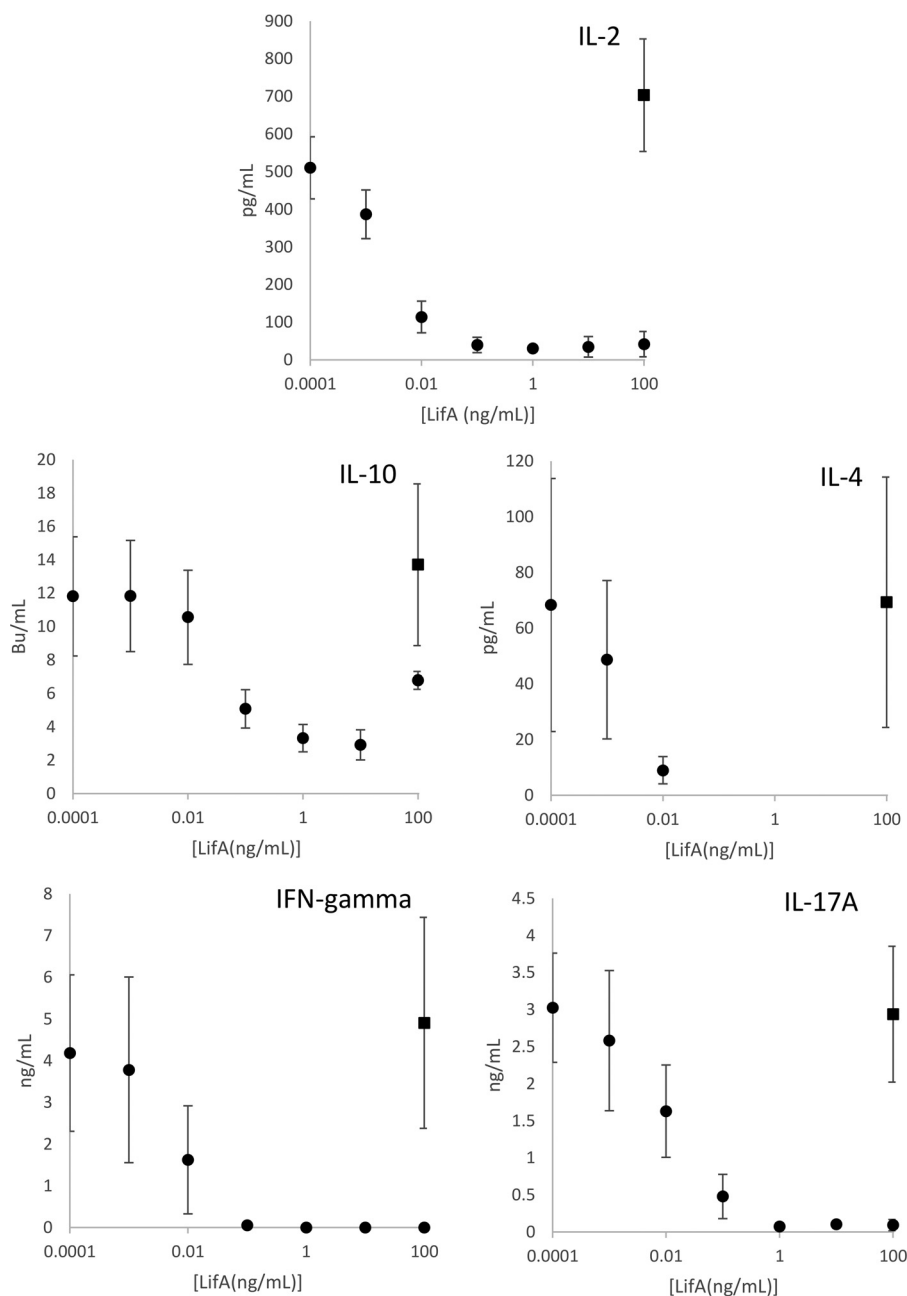 IL-2
900
800
700
600
500
400
300
200
100
0
pg/mL
0.0001 0.01 1 100
[LifA (ng/mL)]
IL-10
20
18
16
14
12
10
8
6
4
2
0
Bu/mL
0.0001 0.01 1 100
[LifA(ng/mL)]
IL-4
120
100
80
60
40
20
0
pg/mL
0.0001 0.01 1 100
[LifA(ng/mL)]
IFN-gamma
8
7
6
5
4
3
2
1
0
ng/mL
0.0001 0.01 1 100
[LifA(ng/mL)]
IL-17A
4.5
4
3.5
3
2.5
2
1.5
1
0.5
0
ng/mL
0.0001 0.01 1 100
[LifA(ng/mL)]